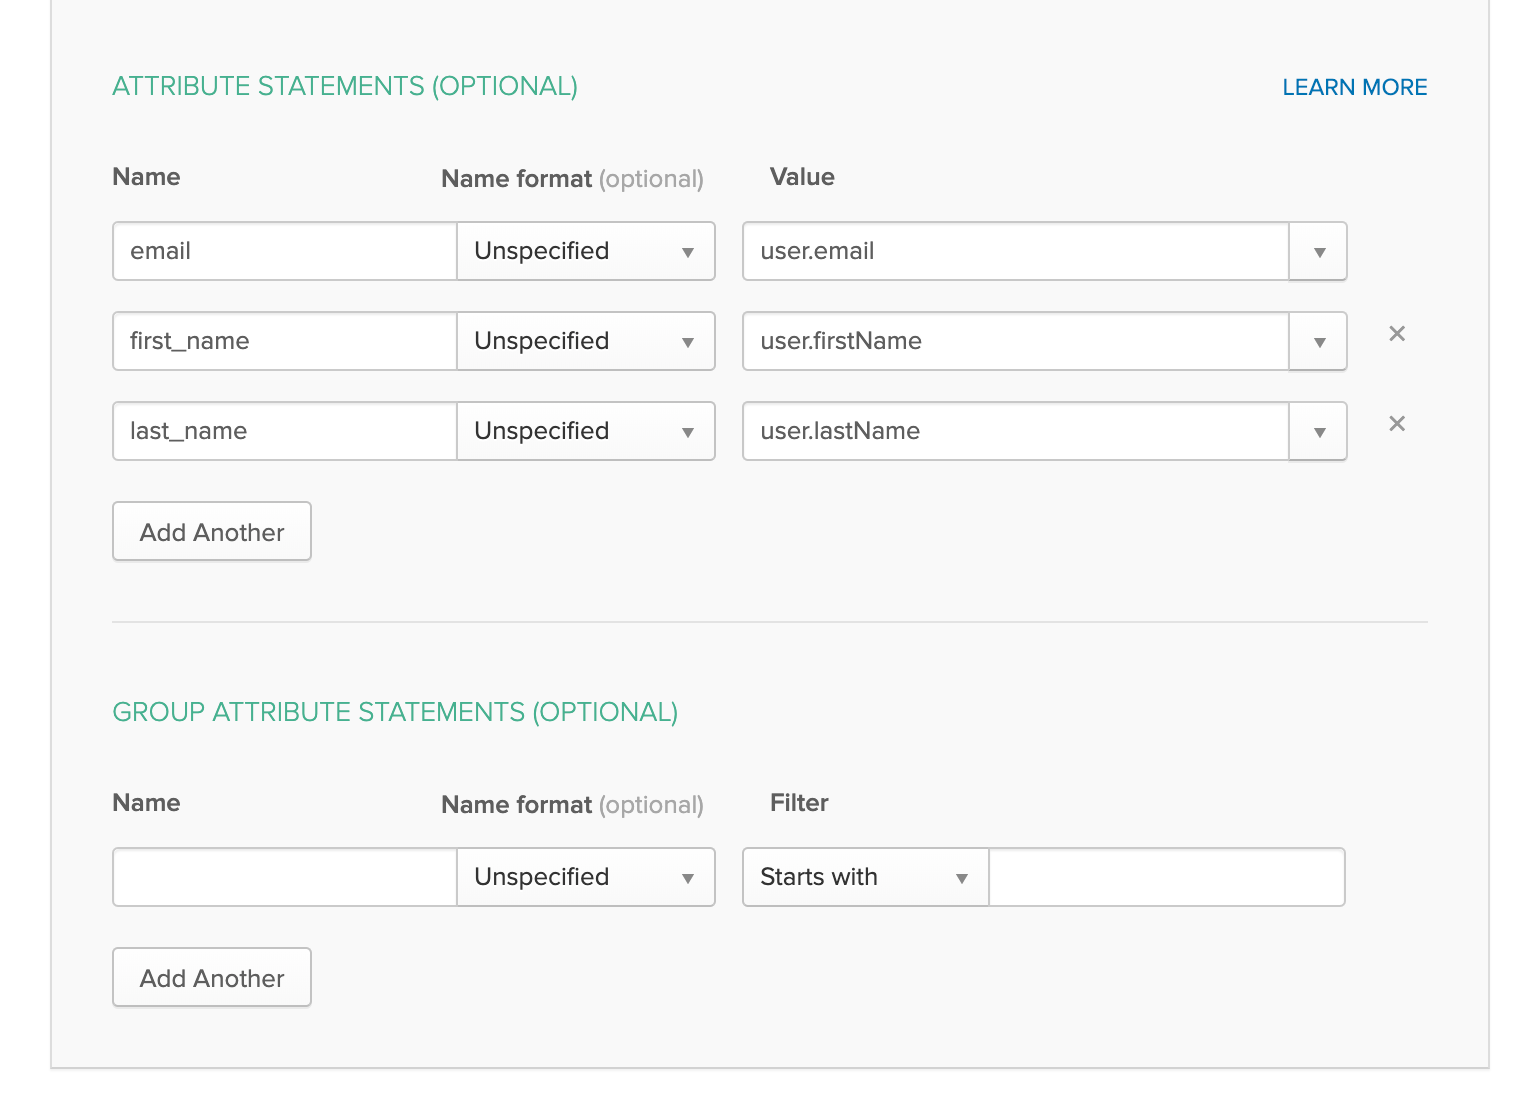 ATTRIBUTE STATEMENTS (OPTIONAL) LEARN MORE
Name Name format (optional) Value
email Unspecified user.email
first_name Unspecified user.firstName
last_name Unspecified user.lastName
Add Another
GROUP ATTRIBUTE STATEMENTS (OPTIONAL)
Name Name format (optional) Filter
Unspecified Starts with
Add Another